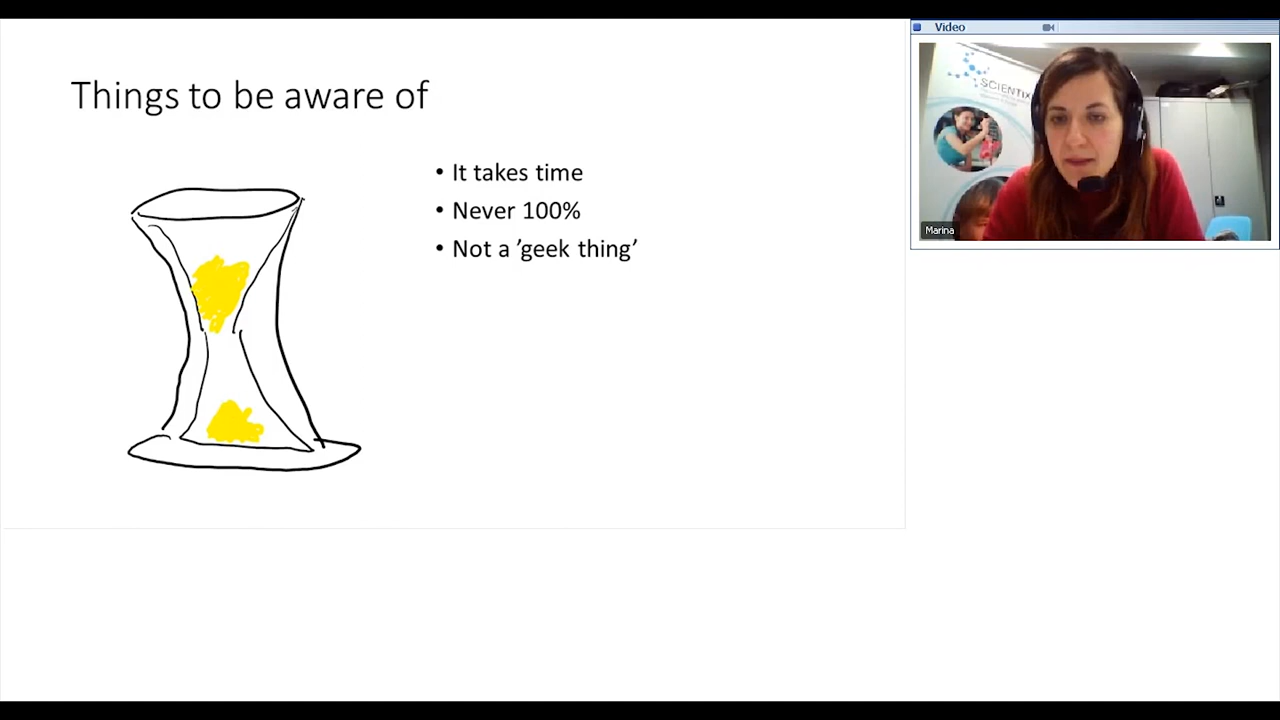 Things to be aware of
• It takes time
• Never 100%
• Not a ’geek thing’
Video
SCIENTIX
Marina